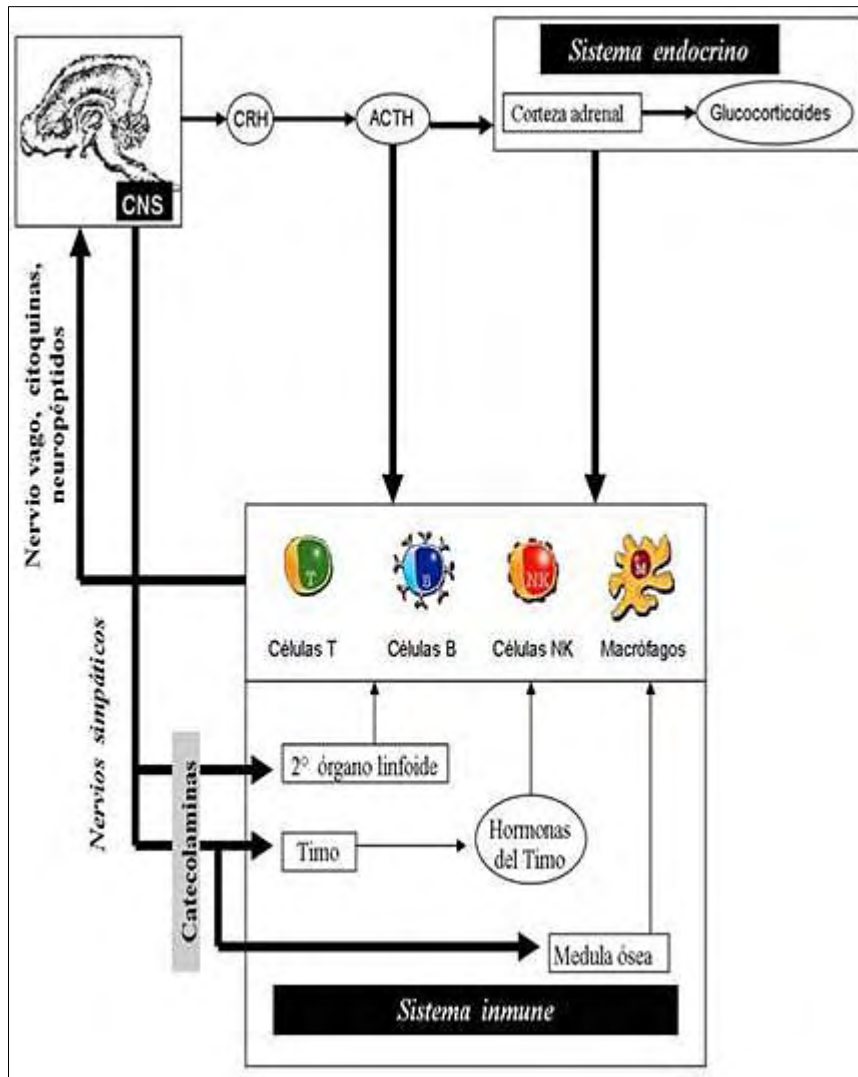 Sistema endocrino
CRH
ACTH
Corteza adrenal
Glucocorticoides
CNS
Nervio vago, citoquinas,
neuropéptidos
T
B
NK
M
Células T
Células B
Células NK
Macrófagos
Nervios simpáticos
Catecolaminas
2° órgano linfoide
Timo
Hormonas
del Timo
Medula ósea
Sistema inmune